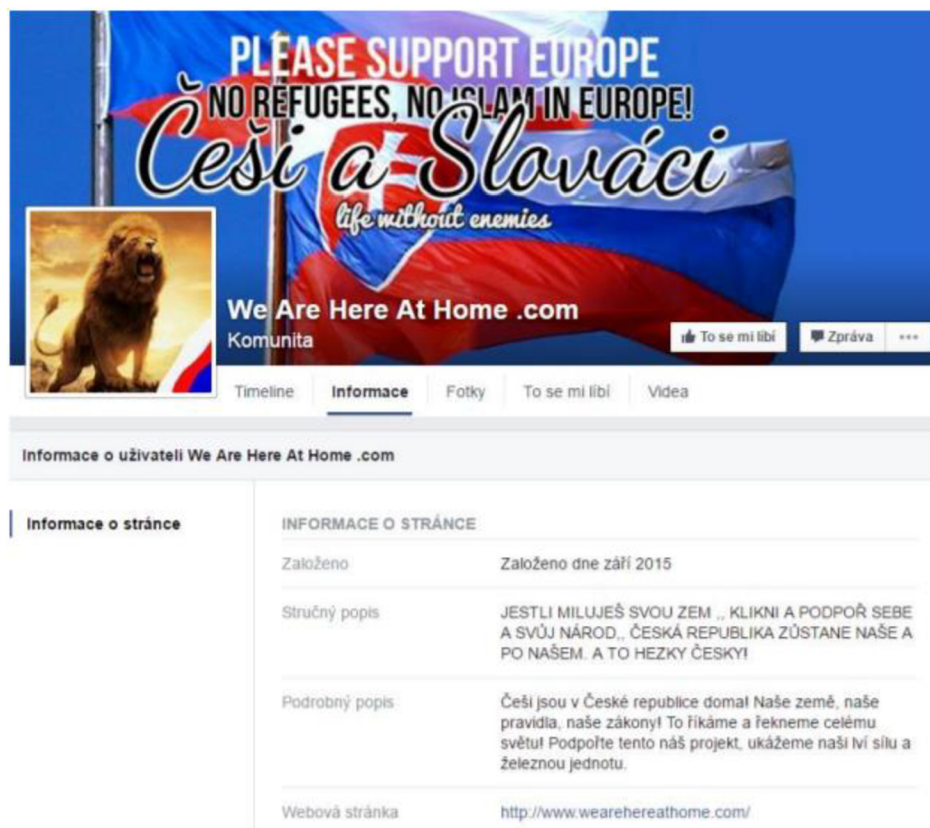 PLEASE SUPPORT EUROPE
NO REFUGEES, NO ISLAM IN EUROPE!
Češi a Slováci
life without enemies
We Are Here At Home .com
Komunita
To se mi líbí
Zpráva
Timeline
Informace
Fotky
To se mi líbí
Videa
Informace o uživateli We Are Here At Home .com
Informace o stránce
INFORMACE O STRÁNCE
Založeno
Založeno dne září 2015
Stručný popis
JESTLI MILUJEŠ SVOU ZEM ,, KLIKNI A PODPOŘ SEBE
A SVŮJ NÁROD,, ČESKÁ REPUBLIKA ZŮSTANE NAŠE A
PO NAŠEM. A TO HEZKY ČESKY!
Podrobný popis
Češi jsou v České republice doma! Naše země, naše
pravidla, naše zákony! To říkáme a řekneme celému
světu! Podpořte tento náš projekt, ukážeme naši lví sílu a
železnou jednotu.
Webová stránka
http://www.wearehereathome.com/